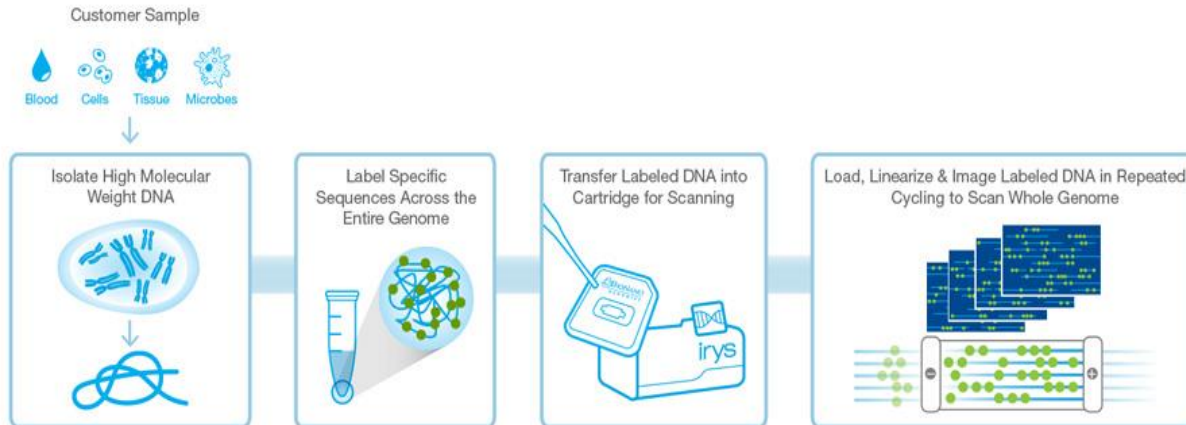 Customer Sample
Blood Cells Tissue Microbes
Isolate High Molecular
Weight DNA
Label Specific
Sequences Across the
Entire Genome
Transfer Labeled DNA into
Cartridge for Scanning
irys
Load, Linearize & Image Labeled DNA in Repeated
Cycling to Scan Whole Genome